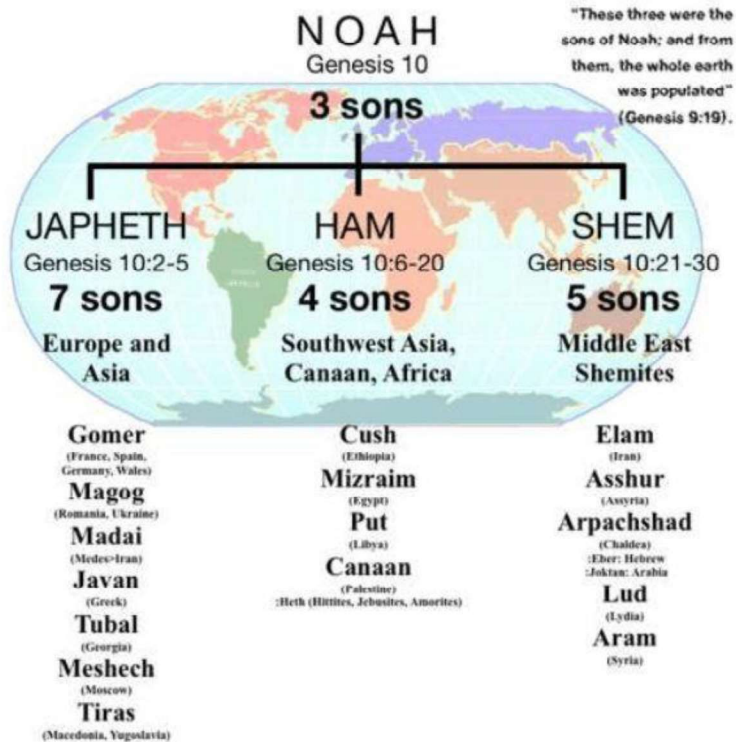 NOAH
Genesis 10
3 sons
"These three were the
sons of Noah; and from
them, the whole earth
was populated"
(Genesis 9:19).
JAPHETH
Genesis 10:2-5
7 sons
Europe and
Asia
HAM
Genesis 10:6-20
4 sons
Southwest Asia,
Canaan, Africa
SHEM
Genesis 10:21-30
5 sons
Middle East
Shemites
Gomer
(France, Spain,
Germany, Wales)
Magog
(Romania, Ukraine)
Madai
(Medes>Iran)
Javan
(Greek)
Tubal
(Georgia)
Meshech
(Moscow)
Tiras
(Macedonia, Yugoslavia)
Cush
(Ethiopia)
Mizraim
(Egypt)
Put
(Libya)
Canaan
(Palestine)
:Heth (Hittites, Jebusites, Amorites)
Elam
(Iran)
Asshur
(Assyria)
Arpachshad
(Chaldea)
:Eber: Hebrew
:Joktan: Arabia
Lud
(Lydia)
Aram
(Syria)